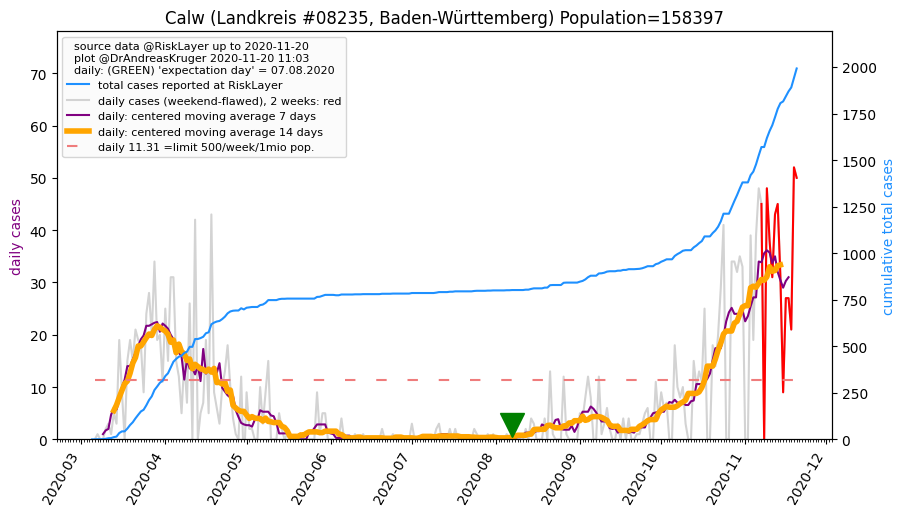 Calw (Landkreis #08235, Baden-Württemberg) Population=158397
source data @RiskLayer up to 2020-11-20
plot @DrAndreasKruger 2020-11-20 11:03
daily: (GREEN) 'expectation day' = 07.08.2020
total cases reported at RiskLayer
daily cases (weekend-flawed), 2 weeks: red
daily: centered moving average 7 days
daily: centered moving average 14 days
daily 11.31 =limit 500/week/1mio pop.
daily cases
70
60
50
40
30
20
10
0
cumulative total cases
2000
1750
1500
1250
1000
750
500
250
0
2020-03
2020-04
2020-05
2020-06
2020-07
2020-08
2020-09
2020-10
2020-11
2020-12